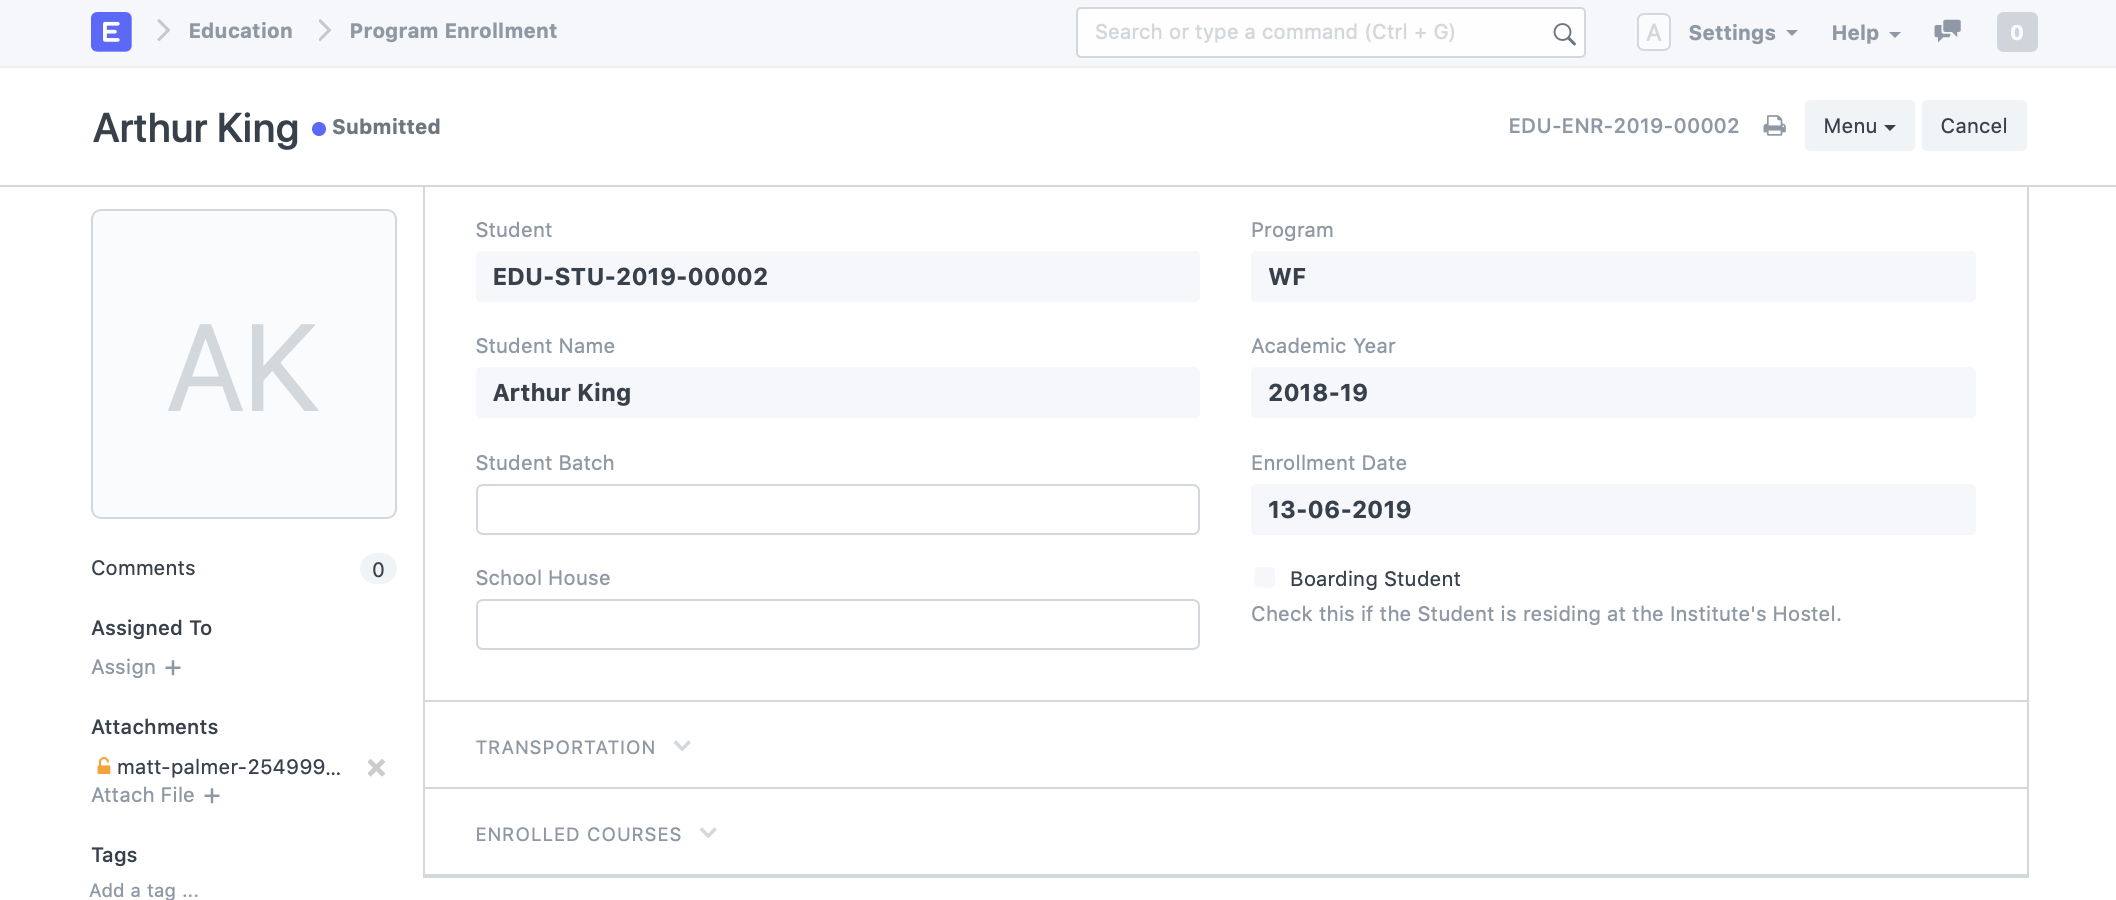 E Education Program Enrollment Search or type a command (Ctrl + G) A Settings Help 0
Arthur King Submitted EDU-ENR-2019-00002 Menu Cancel
AK
Comments 0
Assigned To
Assign +
Attachments
matt-palmer-254999...
Attach File +
Tags
Add a tag ...
Student
EDU-STU-2019-00002
Student Name
Arthur King
Student Batch
School House
Program
WF
Academic Year
2018-19
Enrollment Date
13-06-2019
Boarding Student
Check this if the Student is residing at the Institute's Hostel.
TRANSPORTATION
ENROLLED COURSES